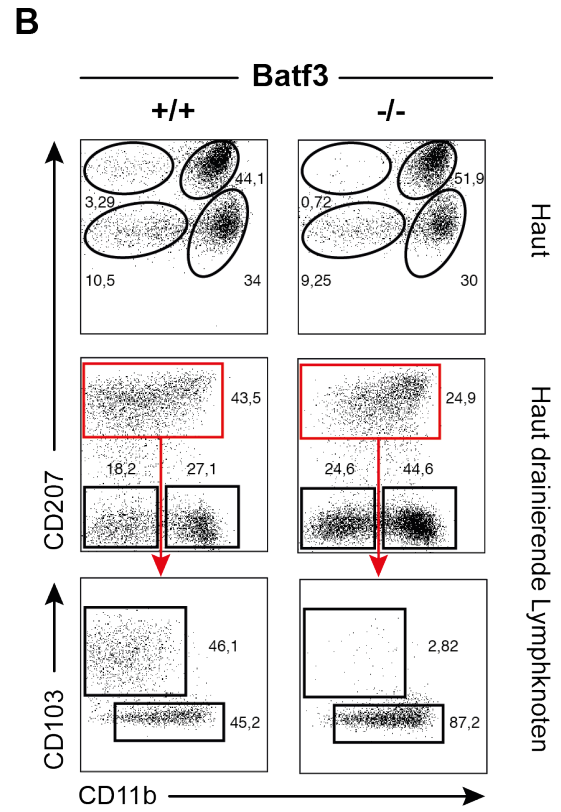 B
Batf3
+/+ -/-
44,1 51,9
3,29 0,72
10,5 34 9,25 30
Haut
43,5 24,9
18,2 27,1 24,6 44,6
CD207
46,1 2,82
45,2 87,2
CD103
Haut drainierende Lymphknoten
CD11b